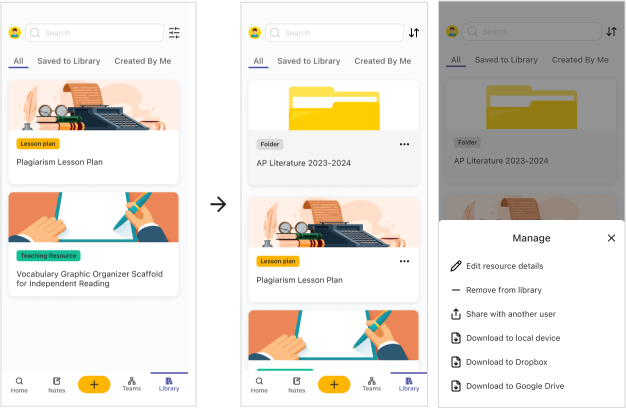 Search
All Saved to Library Created By Me
Lesson plan
Plagiarism Lesson Plan
Teaching Resource
Vocabulary Graphic Organizer Scaffold
for Independent Reading
Home Notes Teams Library
Search
All Saved to Library Created By Me
Folder
AP Literature 2023-2024
Lesson plan
Plagiarism Lesson Plan
Home Notes Teams Library
Search
All Saved to Library Created By Me
Folder
AP Literature 2023-2024
Manage
Edit resource details
Remove from library
Share with another user
Download to local device
Download to Dropbox
Download to Google Drive